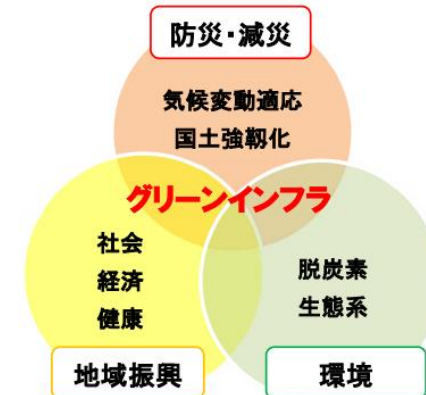 防災・減災
気候変動適応
国土強靱化
グリーンインフラ
社会
経済
健康
脱炭素
生態系
地域振興
環境